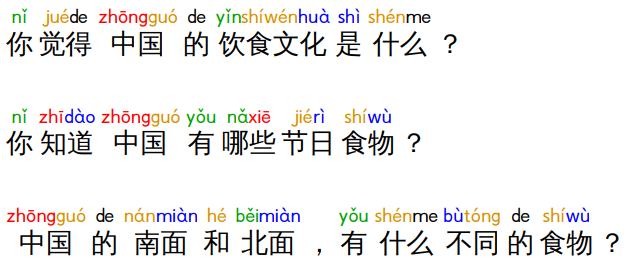 nǐ juéde zhōngguó de yǐnshíwénhuà shì shénme
你 觉得 中国 的 饮食文化 是 什么 ？
nǐ zhīdào zhōngguó yǒu nǎxiē jiérì shíwù
你 知道 中国 有 哪些 节日 食物 ？
zhōngguó de nánmiàn hé běimiàn yǒu shénme bùtóng de shíwù
中国 的 南面 和 北面 ，有 什么 不同 的 食物 ？